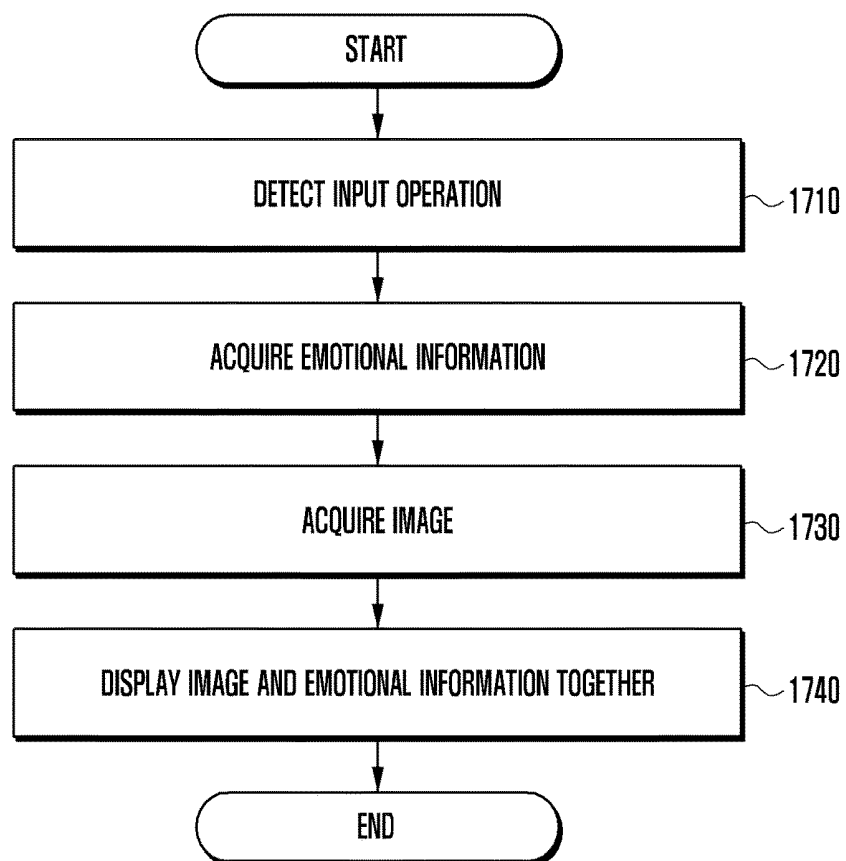 START
DETECT INPUT OPERATION
1710
ACQUIRE EMOTIONAL INFORMATION
1720
ACQUIRE IMAGE
1730
DISPLAY IMAGE AND EMOTIONAL INFORMATION TOGETHER
1740
END